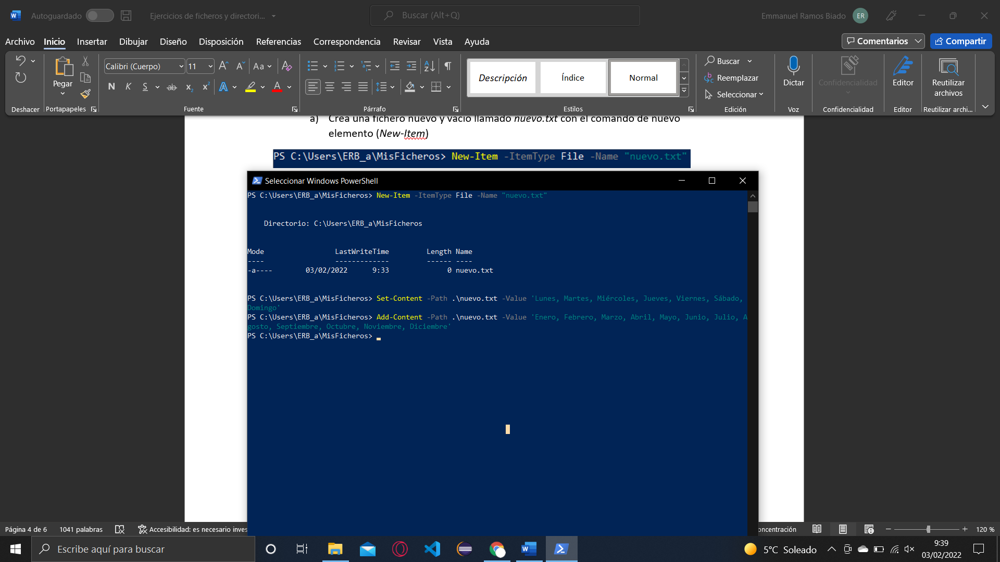 Autoguardado
Ejercicios de ficheros y directori...
Buscar (Alt+Q)
Emmanuel Ramos Biado
ER
Archivo Inicio Insertar Dibujar Diseño Disposición Referencias Correspondencia Revisar Vista Ayuda
Comentarios
Compartir
Pegar
Calibri (Cuerpo)
11
Descripción
Índice
Normal
Buscar
Reemplazar
Seleccionar
Dictar
Confidencialidad
Editor
Reutilizar
archivos
Deshacer
Portapapeles
Fuente
Párrafo
Estilos
Edición
Voz
Confidencialidad
Editor
Reutilizar archi...
a) Crea una fichero nuevo y vacío llamado nuevo.txt con el comando de nuevo
elemento (New-Item)
PS C:\Users\ERB_a\MisFicheros> New-Item -ItemType File -Name "nuevo.txt"
Seleccionar Windows PowerShell
PS C:\Users\ERB_a\MisFicheros> New-Item -ItemType File -Name "nuevo.txt"
Directorio: C:\Users\ERB_a\MisFicheros
Mode LastWriteTime Length Name
---- ------------- ------ ----
-a---- 03/02/2022 9:33 0 nuevo.txt
PS C:\Users\ERB_a\MisFicheros> Set-Content -Path .\nuevo.txt -Value 'Lunes, Martes, Miércoles, Jueves, Viernes, Sábado,
Domingo'
PS C:\Users\ERB_a\MisFicheros> Add-Content -Path .\nuevo.txt -Value 'Enero, Febrero, Marzo, Abril, Mayo, Junio, Julio, A
gosto, Septiembre, Octubre, Noviembre, Diciembre'
PS C:\Users\ERB_a\MisFicheros>
Página 4 de 6
1041 palabras
Accesibilidad: es necesario inves
oncentración
120 %
Escribe aquí para buscar
5°C Soleado
9:39
03/02/2022